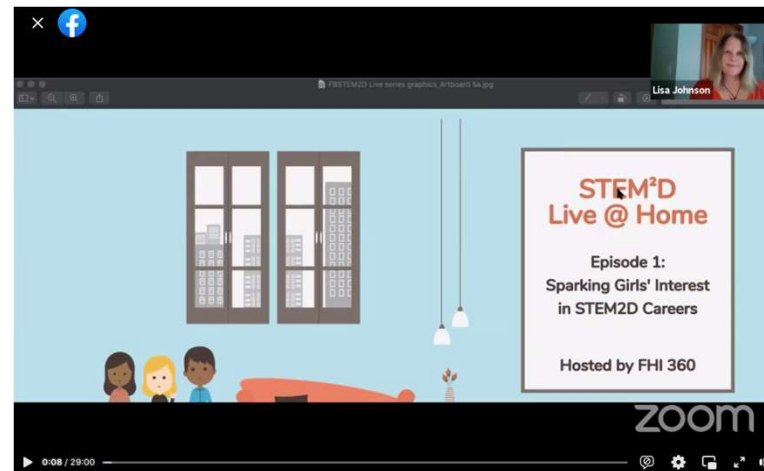 FBSTEM2D Live series graphics_Artboard 5a.jpg
Lisa Johnson
STEM²D
Live @ Home
Episode 1:
Sparking Girls' Interest
in STEM2D Careers
Hosted by FHI 360
zoom
0:08 / 29:00